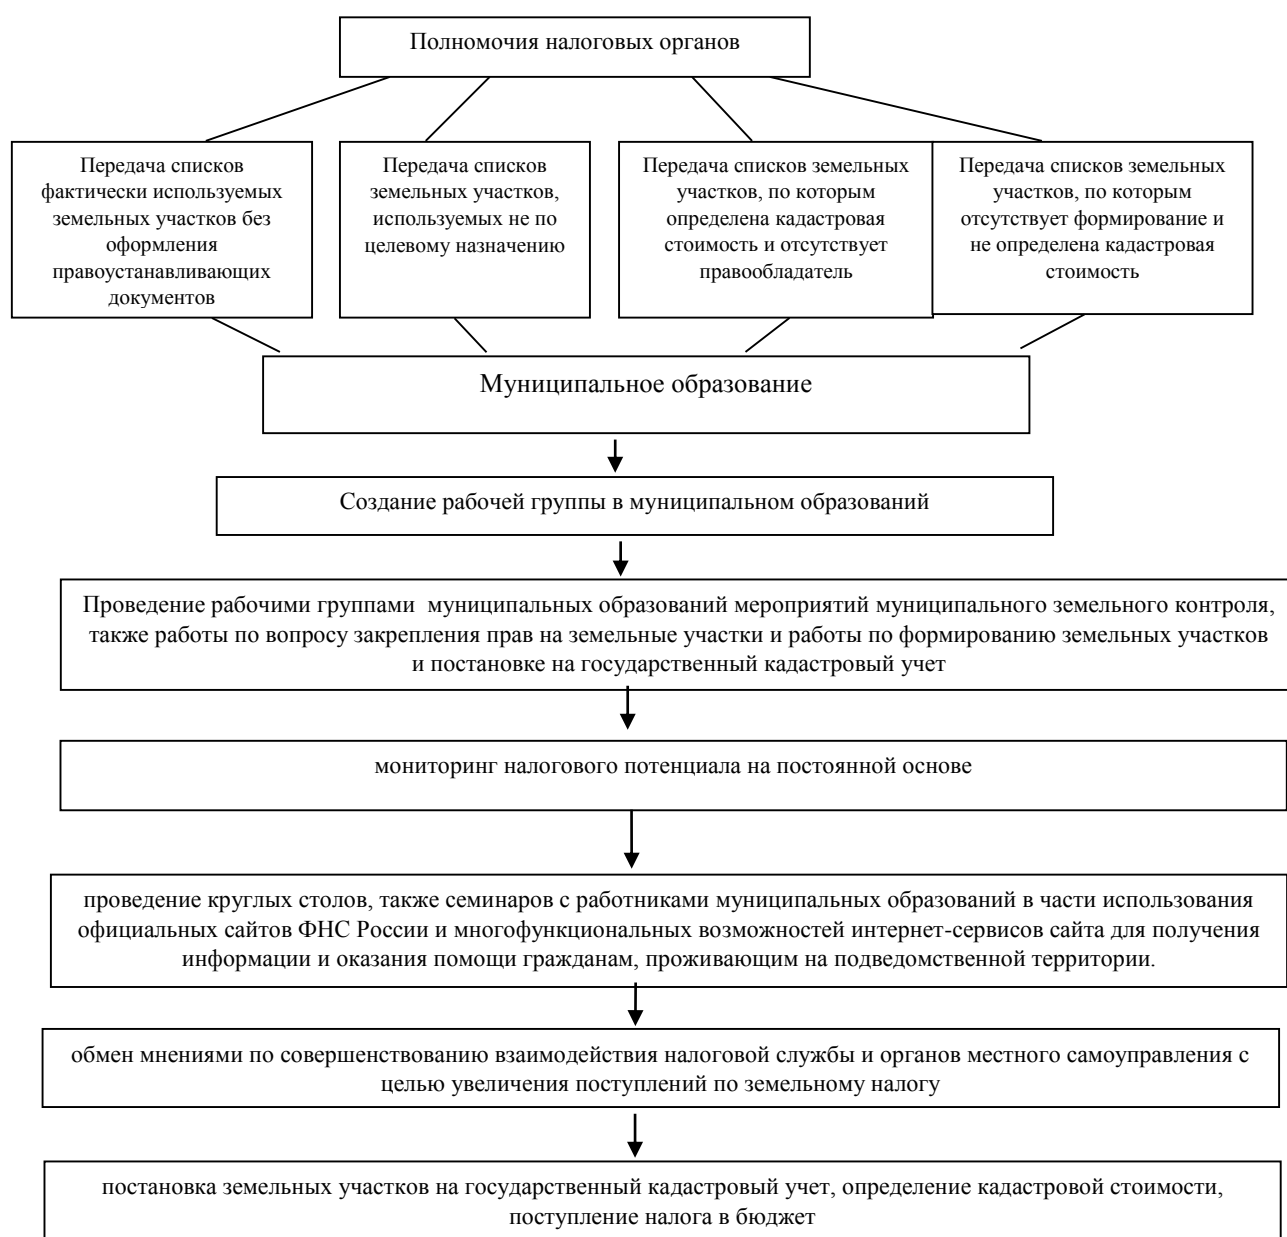 Полномочия налоговых органов
Передача списков
фактически используемых
земельных участков без
оформления
правоустанавливающих
документов
Передача списков
земельных участков,
используемых не по
целевому назначению
Передача списков земельных
участков, по которым
определена кадастровая
стоимость и отсутствует
правообладатель
Передача списков земельных
участков, по которым
отсутствует формирование и
не определена кадастровая
стоимость
Муниципальное образование
Создание рабочей группы в муниципальном образований
Проведение рабочими группами муниципальных образований мероприятий муниципального земельного контроля,
также работы по вопросу закрепления прав на земельные участки и работы по формированию земельных участков
и постановке на государственный кадастровый учет
мониторинг налогового потенциала на постоянной основе
проведение круглых столов, также семинаров с работниками муниципальных образований в части использования
официальных сайтов ФНС России и многофункциональных возможностей интернет-сервисов сайта для получения
информации и оказания помощи гражданам, проживающим на подведомственной территории.
обмен мнениями по совершенствованию взаимодействия налоговой службы и органов местного самоуправления с
целью увеличения поступлений по земельному налогу
постановка земельных участков на государственный кадастровый учет, определение кадастровой стоимости,
поступление налога в бюджет